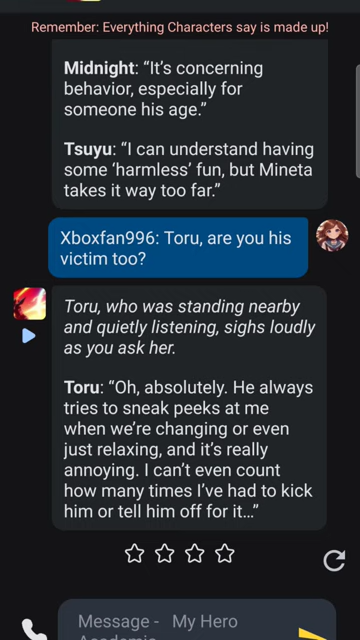 Remember: Everything Characters say is made up!
Midnight: “It’s concerning
behavior, especially for
someone his age.”
Tsuyu: “I can understand having
some ‘harmless’ fun, but Mineta
takes it way too far.”
Xboxfan996: Toru, are you his
victim too?
Toru, who was standing nearby
and quietly listening, sighs loudly
as you ask her.
Toru: “Oh, absolutely. He always
tries to sneak peeks at me
when we’re changing or even
just relaxing, and it’s really
annoying. I can’t even count
how many times I’ve had to kick
him or tell him off for it…”
Message - My Hero